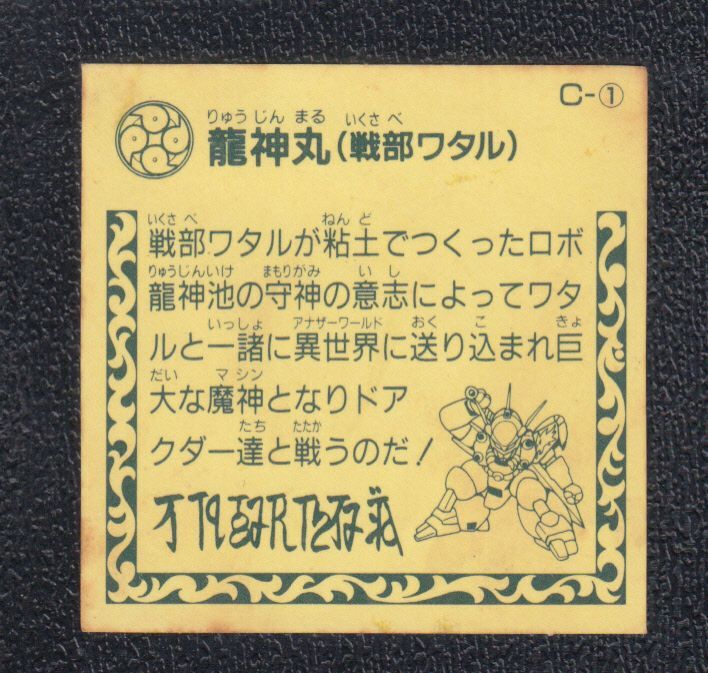 C-①
りゅうじん まる いくさべ
龍神丸(戦部ワタル)
いくさべ ねんど
戦部ワタルが粘土でつくったロボ
りゅうじんいけ まもりがみ いし
龍神池の守神の意志によってワタ
いっしょ アナザーワールド おく こ きょ
ルと一諸に異世界に送り込まれ巨
だい マシン
大な魔神となりドア
たち たたか
クダー達と戦うのだ!